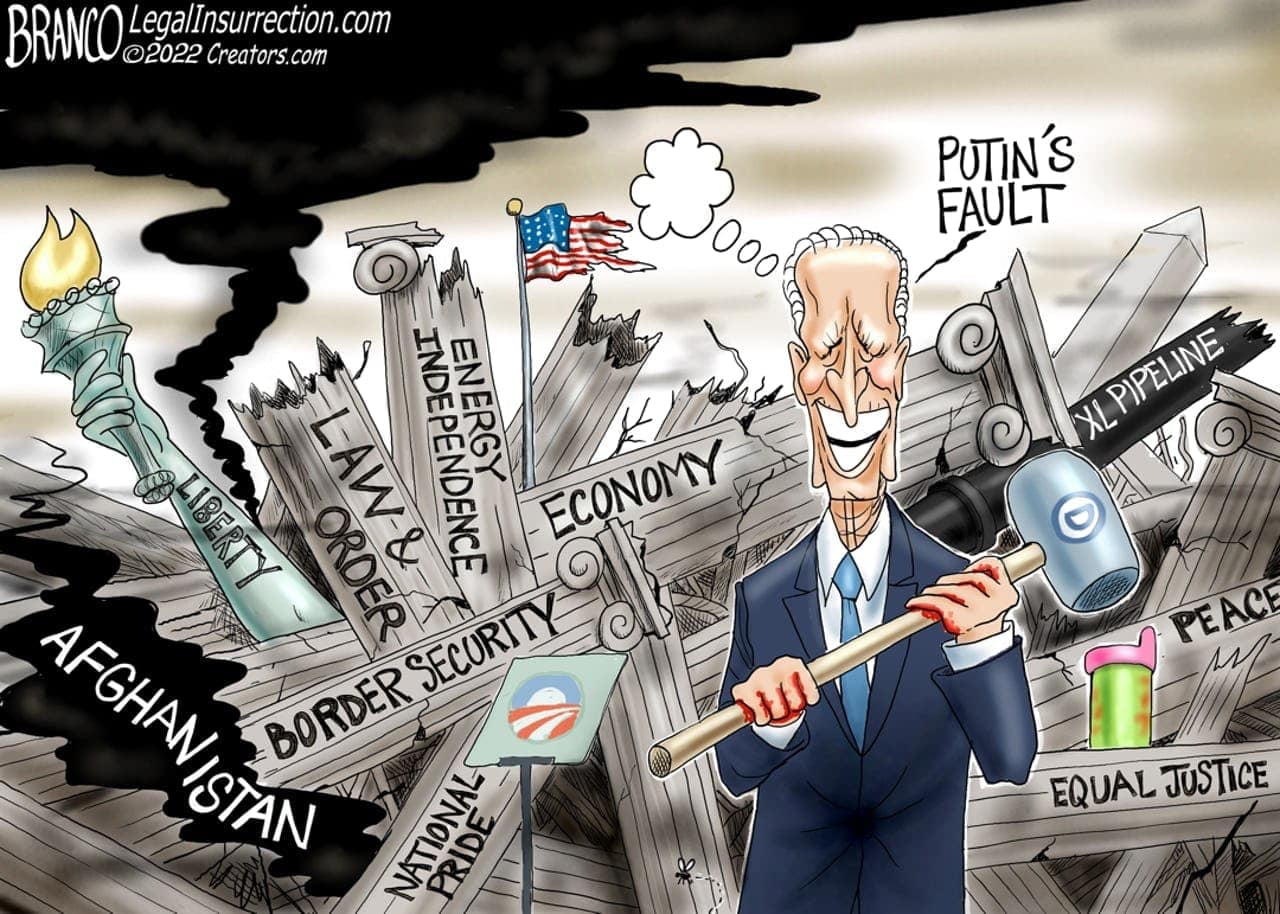 BRANCO LegalInsurrection.com
©2022 Creators.com
PUTIN'S
FAULT
LIBERTY
LAW &
ORDER
ENERGY
INDEPENDENCE
ECONOMY
XL PIPELINE
BORDER SECURITY
AFGHANISTAN
NATIONAL
PRIDE
D
PEACE
EQUAL JUSTICE